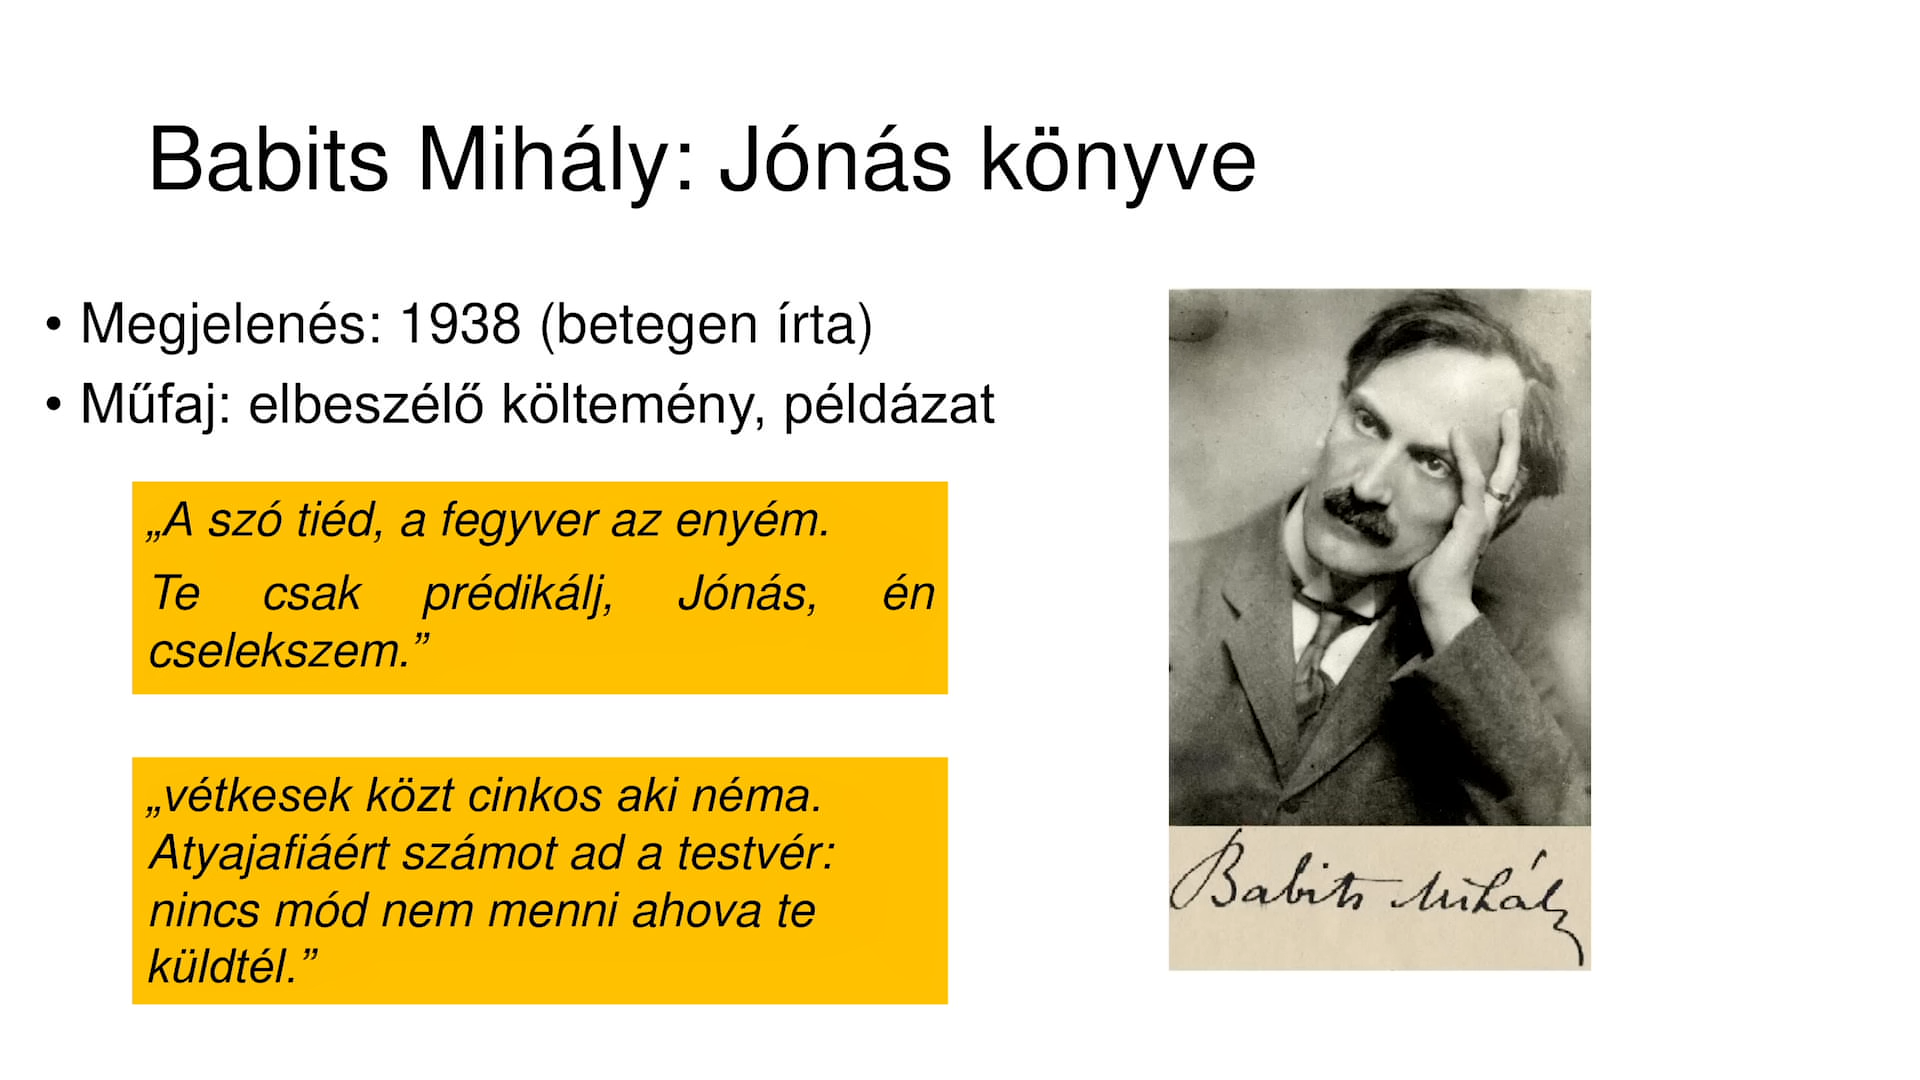 Babits Mihály: Jónás könyve
• Megjelenés: 1938 (betegen írta)
• Műfaj: elbeszélő költemény, példázat
„A szó tiéd, a fegyver az enyém.
Te csak prédikálj, Jónás, én
cselekszem.”
„vétkesek közt cinkos aki néma.
Atyajafiáért számot ad a testvér:
nincs mód nem menni ahova te
küldtél.”
Babits Mihály